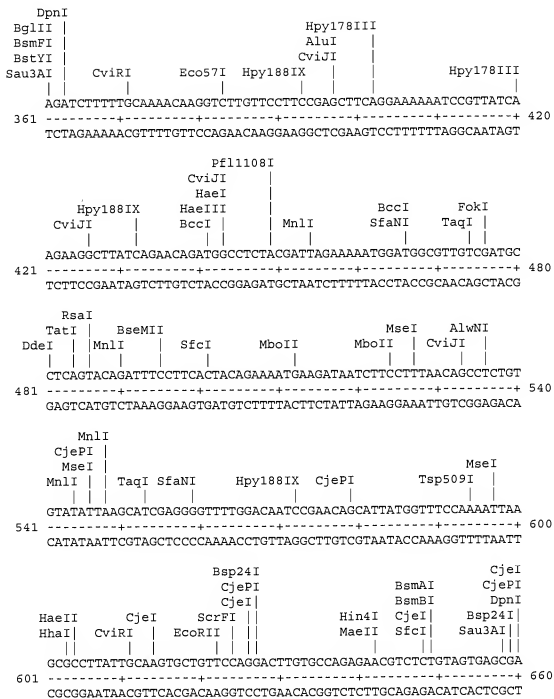 DpnI
BglII Hpy178III
BsmFI AluI
BstYI CviJI
Sau3AI CviRI Eco57I Hpy188IX Hpy178III
AGATCTTTTTGCAAAACAAGGTCTTGTTCCTTCCGAGCTTCAGGAAAAAATCCGTTATCA
361 ---------+---------+---------+---------+---------+---------+ 420
TCTAGAAAAACGTTTTGTTCCAGAACAAGGAAGGCTCGAAGTCCTTTTTTAGGCAATAGT
Pfl1108I
CviJI
HaeI
Hpy188IX HaeIII BccI FokI
CviJI BccI MnlI SfaNI TaqI
AGAAGGCTTATCAGAACAGATGGCCTCTACGATTAGAAAAATGGATGGCGTTGTCGATGC
421 ---------+---------+---------+---------+---------+---------+ 480
TCTTCCGAATAGTCTTGTCTACCGGAGATGCTAATCTTTTTACCTACCGCAACAGCTACG
RsaI
TatI BseMII MseI AlwNI
DdeI MnlI SfcI MboII MboII CviJI
CTCAGTACAGATTTCCTTCACTACAGAAAATGAAGATAATCTTCCTTTAACAGCCTCTGT
481 ---------+---------+---------+---------+---------+---------+ 540
GAGTCATGTCTAAAGGAAGTGATGTCTTTTACTTCTATTAGAAGGAAATTGTCGGAGACA
MnlI
CjePI
MseI MseI
MnlI TaqI SfaNI Hpy188IX CjePI Tsp509I
GTATATTAAGCATCGAGGGGTTTTGGACAATCCGAACAGCATTATGGTTTCCAAAATTAA
541 ---------+---------+---------+---------+---------+---------+ 600
CATATAATTCGTAGCTCCCCAAAACCTGTTAGGCTTGTCGTAATACCAAAGGTTTTAATT
Bsp24I CjeI
CjePI BsmAI CjePI
CjeI BsmBI DpnI
HaeII CjeI ScrFI Hin4I CjeI Bsp24I
HhaI CviRI EcoRII MaeII SfcI Sau3AI
GCGCCTTATTGCAAGTGCTGTTCCAGGACTTGTGCCAGAGAACGTCTCTGTAGTGAGCGA
601 ---------+---------+---------+---------+---------+---------+ 660
CGCGGAATAACGTTCACGACAAGGTCCTGAACACGGTCTCTTGCAGAGACATCACTCGCT